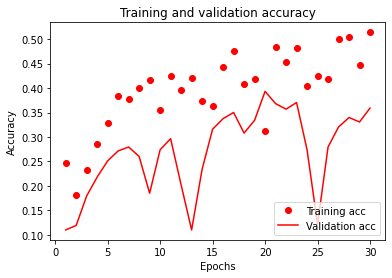 Training and validation accuracy
Accuracy
0.50
0.45
0.40
0.35
0.30
0.25
0.20
0.15
0.10
0 5 10 15 20 25 30
Epochs
Training acc
Validation acc